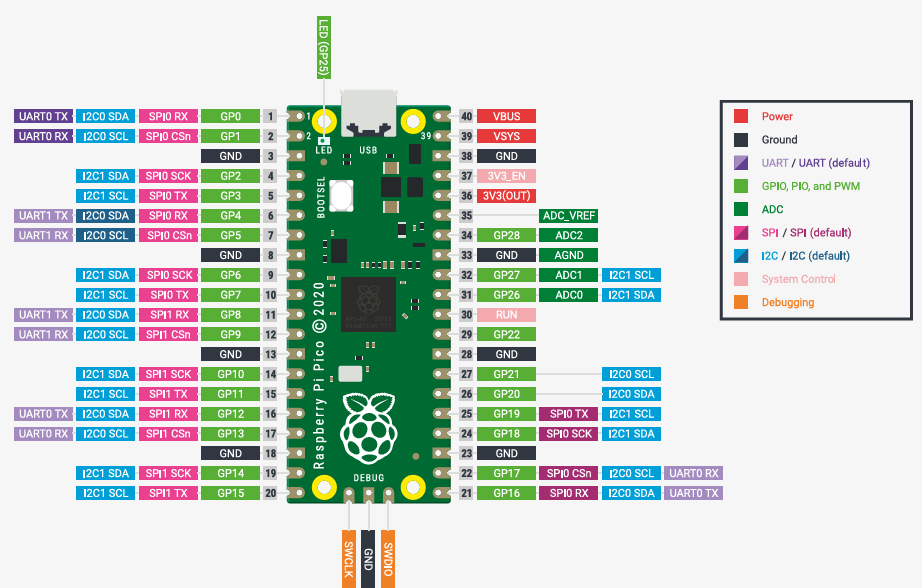 LED (GP25)
UART0 TX I2C0 SDA SPI0 RX GP0 1
UART0 RX I2C0 SCL SPI0 CSn GP1 2
GND 3
I2C1 SDA SPI0 SCK GP2 4
I2C1 SCL SPI0 TX GP3 5
UART1 TX I2C0 SDA SPI0 RX GP4 6
UART1 RX I2C0 SCL SPI0 CSn GP5 7
GND 8
I2C1 SDA SPI0 SCK GP6 9
I2C1 SCL SPI0 TX GP7 10
UART1 TX I2C0 SDA SPI1 RX GP8 11
UART1 RX I2C0 SCL SPI1 CSn GP9 12
GND 13
I2C1 SDA SPI1 SCK GP10 14
I2C1 SCL SPI1 TX GP11 15
UART0 TX I2C0 SDA SPI1 RX GP12 16
UART0 RX I2C0 SCL SPI1 CSn GP13 17
GND 18
I2C1 SDA SPI1 SCK GP14 19
I2C1 SCL SPI1 TX GP15 20
1
2
39
LED
USB
BOOTSEL
Raspberry Pi Pico © 2020
DEBUG
SWCLK
GND
SWDIO
40 VBUS
39 VSYS
38 GND
37 3V3_EN
36 3V3(OUT)
35 ADC_VREF
34 GP28 ADC2
33 GND AGND
32 GP27 ADC1 I2C1 SCL
31 GP26 ADC0 I2C1 SDA
30 RUN
29 GP22
28 GND
27 GP21 I2C0 SCL
26 GP20 I2C0 SDA
25 GP19 SPI0 TX I2C1 SCL
24 GP18 SPI0 SCK I2C1 SDA
23 GND
22 GP17 SPI0 CSn I2C0 SCL UART0 RX
21 GP16 SPI0 RX I2C0 SDA UART0 TX
Power
Ground
UART / UART (default)
GPIO, PIO, and PWM
ADC
SPI / SPI (default)
I2C / I2C (default)
System Control
Debugging